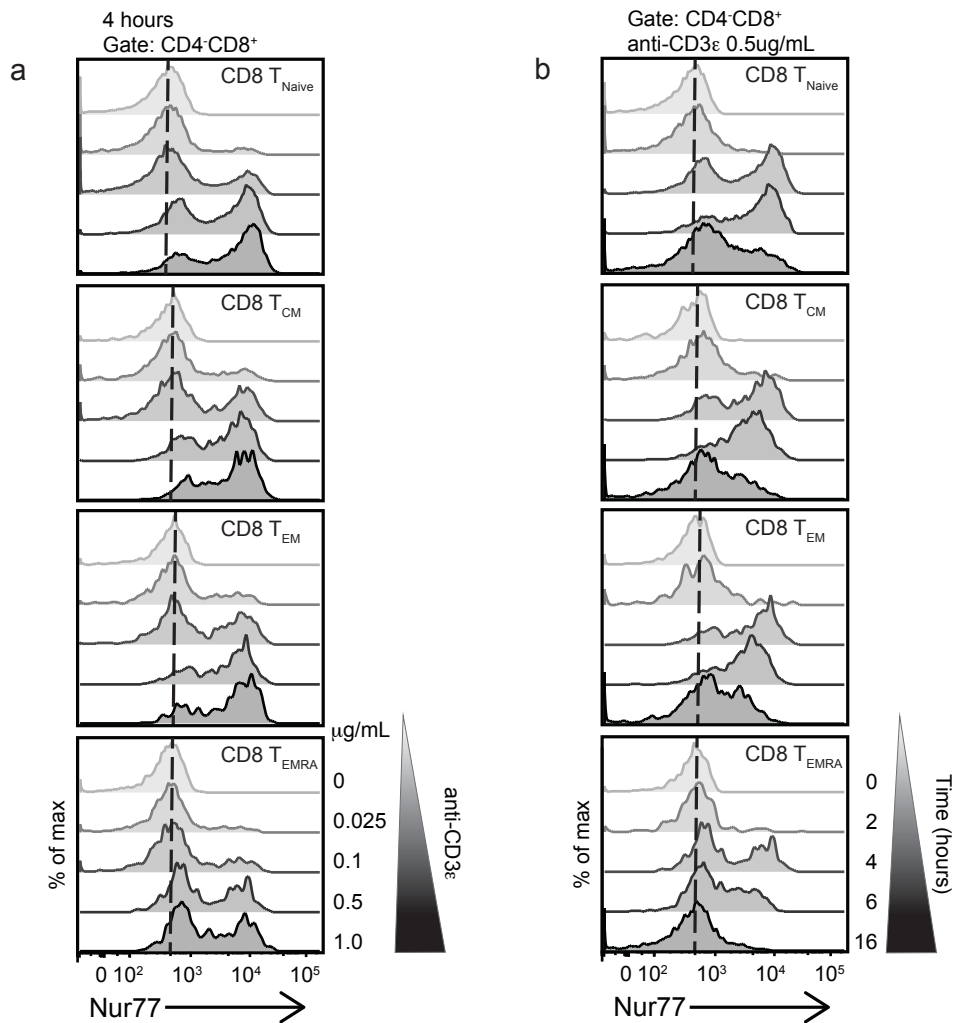 4 hours
Gate: CD4-CD8+
a
CD8 TNaive
CD8 TCM
CD8 TEM
μg/mL
CD8 TEMRA
0
0.025
0.1
0.5
1.0
anti-CD3ε
% of max
0 10² 10³ 10⁴ 10⁵
Nur77
Gate: CD4-CD8+
anti-CD3ε 0.5ug/mL
b
CD8 TNaive
CD8 TCM
CD8 TEM
CD8 TEMRA
0
2
4
6
16
Time (hours)
% of max
0 10² 10³ 10⁴ 10⁵
Nur77